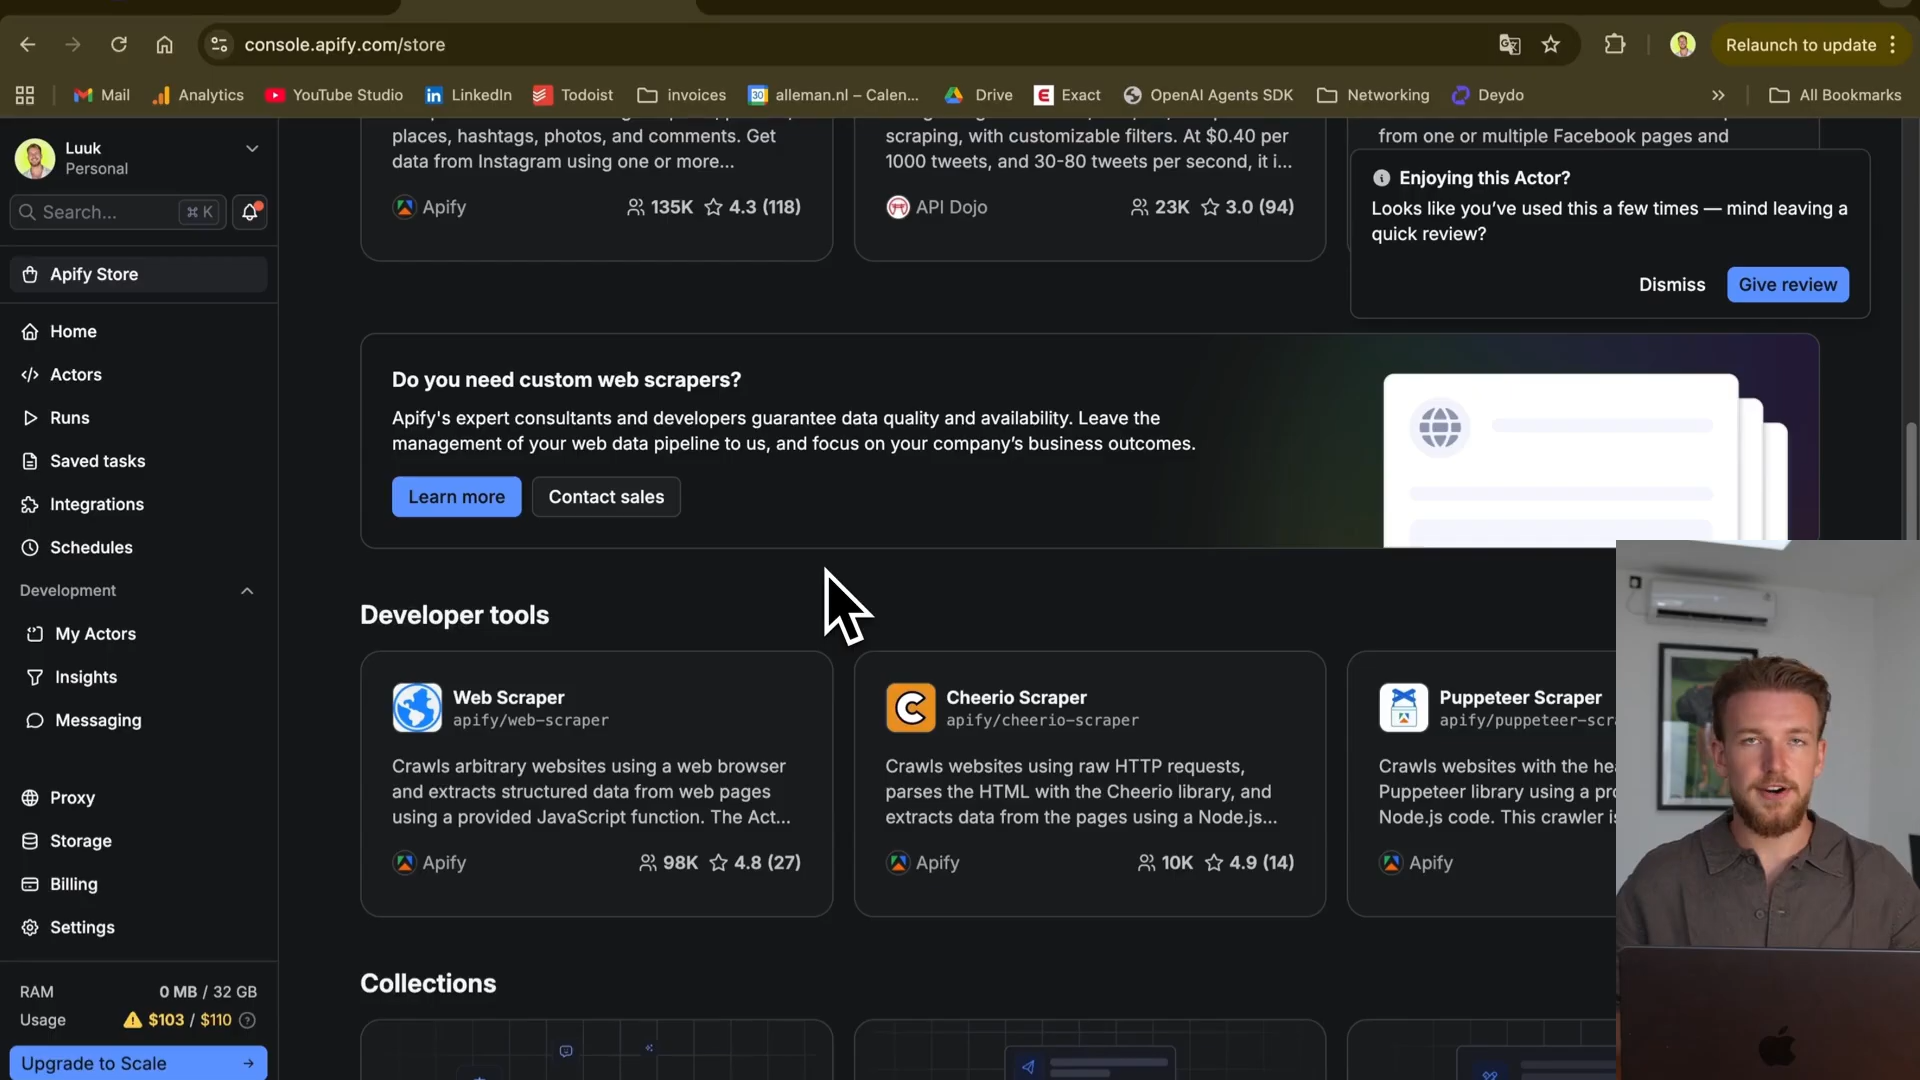 console.apify.com/store
Relaunch to update
Mail
Analytics
YouTube Studio
LinkedIn
Todoist
invoices
alleman.nl – Calen...
Drive
Exact
OpenAI Agents SDK
Networking
Deydo
All Bookmarks
Luuk
Personal
Search...
⌘ K
Apify Store
Home
Actors
Runs
Saved tasks
Integrations
Schedules
Development
My Actors
Insights
Messaging
Proxy
Storage
Billing
Settings
RAM
0 MB / 32 GB
Usage
$103 / $110
Upgrade to Scale
places, hashtags, photos, and comments. Get
data from Instagram using one or more...
Apify
135K
4.3 (118)
scraping, with customizable filters. At $0.40 per
1000 tweets, and 30-80 tweets per second, it i...
API Dojo
23K
3.0 (94)
from one or multiple Facebook pages and
Enjoying this Actor?
Looks like you've used this a few times — mind leaving a
quick review?
Dismiss
Give review
Do you need custom web scrapers?
Apify's expert consultants and developers guarantee data quality and availability. Leave the
management of your web data pipeline to us, and focus on your company's business outcomes.
Learn more
Contact sales
Developer tools
Web Scraper
apify/web-scraper
Crawls arbitrary websites using a web browser
and extracts structured data from web pages
using a provided JavaScript function. The Act...
Apify
98K
4.8 (27)
Cheerio Scraper
apify/cheerio-scraper
Crawls websites using raw HTTP requests,
parses the HTML with the Cheerio library, and
extracts data from the pages using a Node.js...
Apify
10K
4.9 (14)
Puppeteer Scraper
apify/puppeteer-scr
Crawls websites with the
Puppeteer library using a
Node.js code. This crawler
Apify
Collections